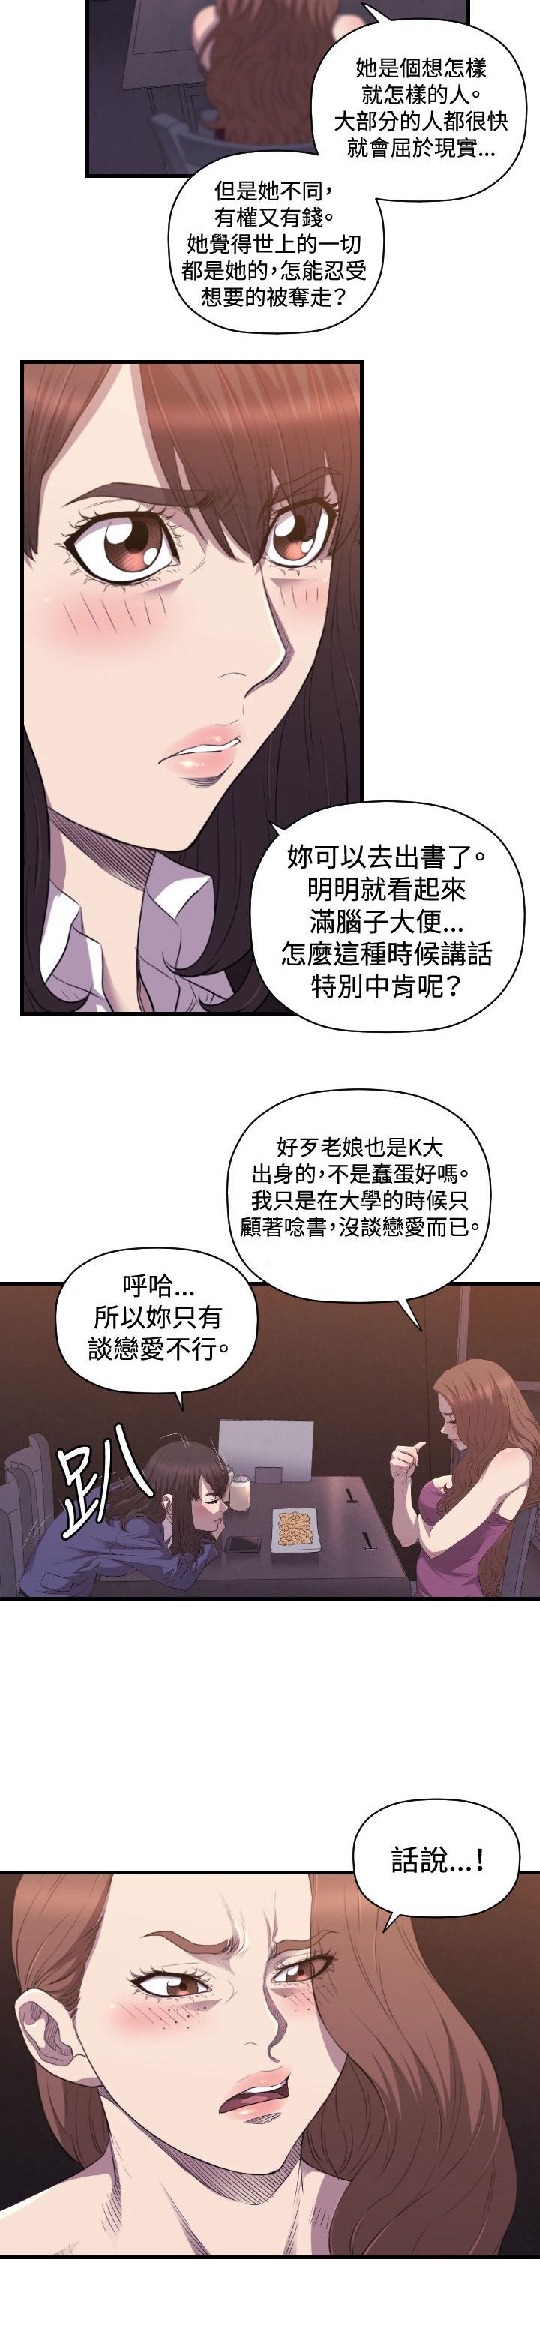 她是個想怎樣
就怎樣的人。
大部分的人都很快
就會屈於現實...
但是她不同,
有權又有錢。
她覺得世上的一切
都是她的,怎能忍受
想要的被奪走?
妳可以去出書了。
明明就看起來
滿腦子大便...
怎麼這種時候講話
特別中肯呢?
好歹老娘也是K大
出身的,不是蠢蛋好嗎。
我只是在大學的時候只
顧著唸書,沒談戀愛而已。
呼哈...
所以妳只有
談戀愛不行。
趴
話說...!